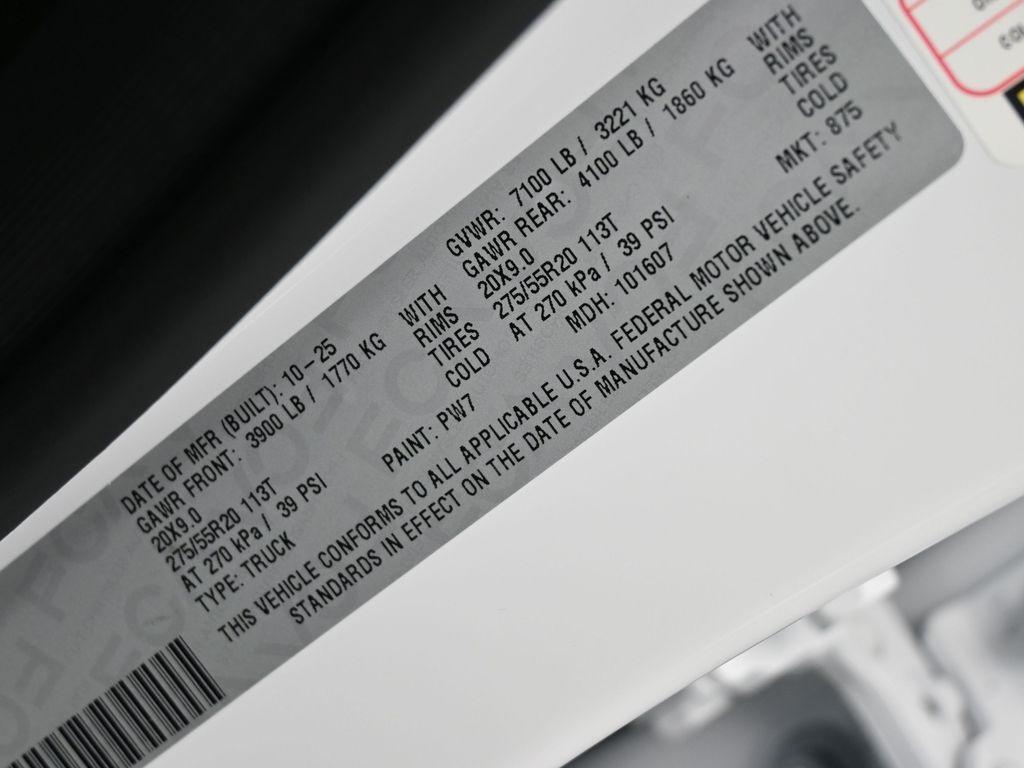 DATE OF MFR (BUILT): 10-25 GVWR: 7100 LB / 3221 KG
GAWR FRONT: 3900 LB / 1770 KG WITH GAWR REAR: 4100 LB / 1860 KG WITH
20X9.0 RIMS 20X9.0 RIMS
275/55R20 113T TIRES 275/55R20 113T TIRES
AT 270 kPa / 39 PSI COLD AT 270 kPa / 39 PSI COLD
TYPE: TRUCK PAINT: PW7 MDH: 101607 MKT: 875
THIS VEHICLE CONFORMS TO ALL APPLICABLE U.S.A. FEDERAL MOTOR VEHICLE SAFETY
STANDARDS IN EFFECT ON THE DATE OF MANUFACTURE SHOWN ABOVE.